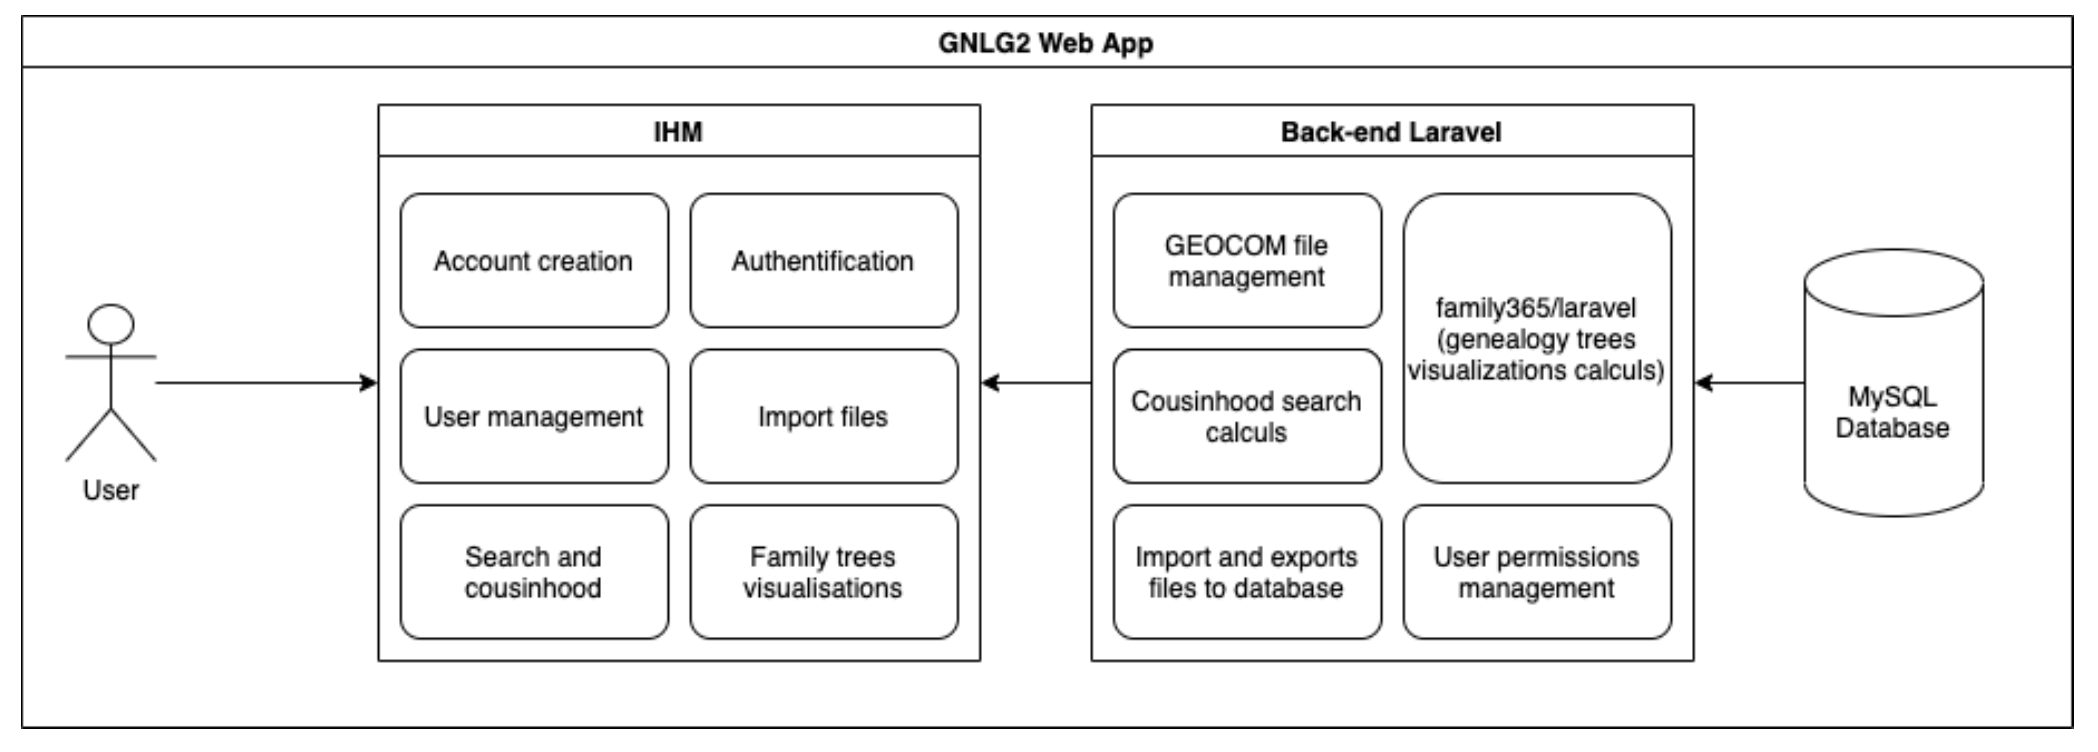 GNLG2 Web App
User
IHM
Account creation
Authentification
User management
Import files
Search and
cousinhood
Family trees
visualisations
Back-end Laravel
GEOCOM file
management
family365/laravel
(genealogy trees
visualizations calculs)
Cousinhood search
calculs
Import and exports
files to database
User permissions
management
MySQL
Database